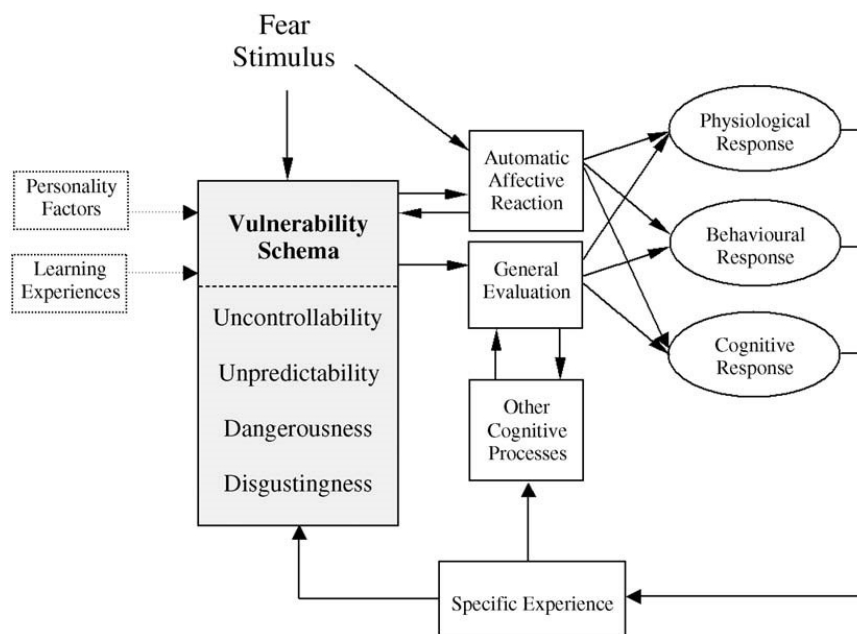 Fear
Stimulus
Personality
Factors
Learning
Experiences
Vulnerability
Schema
Uncontrollability
Unpredictability
Dangerousness
Disgustingness
Automatic
Affective
Reaction
General
Evaluation
Other
Cognitive
Processes
Physiological
Response
Behavioural
Response
Cognitive
Response
Specific Experience